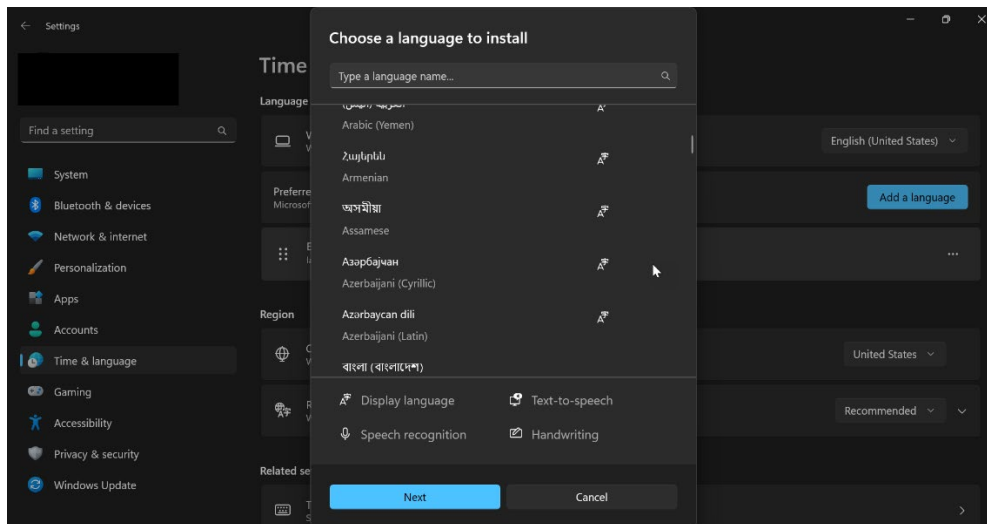 Settings
Choose a language to install
Type a language name...
Time
Language
Arabic (Yemen)
Find a setting
English (United States)
Հայերեն
Armenian
System
Preferre
Microsof
Add a language
অসমীয়া
Assamese
Bluetooth & devices
Network & internet
Азәрбајҹан
Azerbaijani (Cyrillic)
Personalization
Apps
Region
Azərbaycan dili
Azerbaijani (Latin)
Accounts
Time & language
United States
বাংলা (বাংলাদেশ)
Gaming
Display language
Text-to-speech
Recommended
Accessibility
Speech recognition
Handwriting
Privacy & security
Related se
Windows Update
Next
Cancel